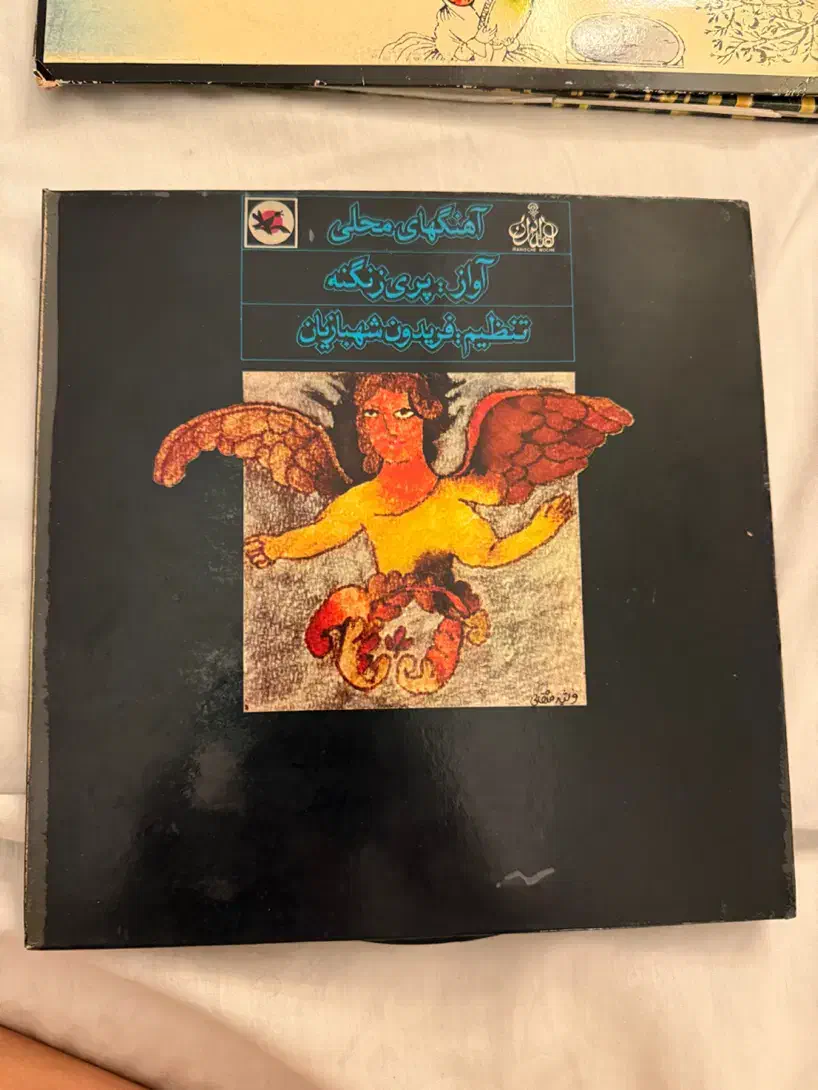 آهنگهای محلی
آواز : پری زنگنه
تنظیم : فریدون شهبازیان